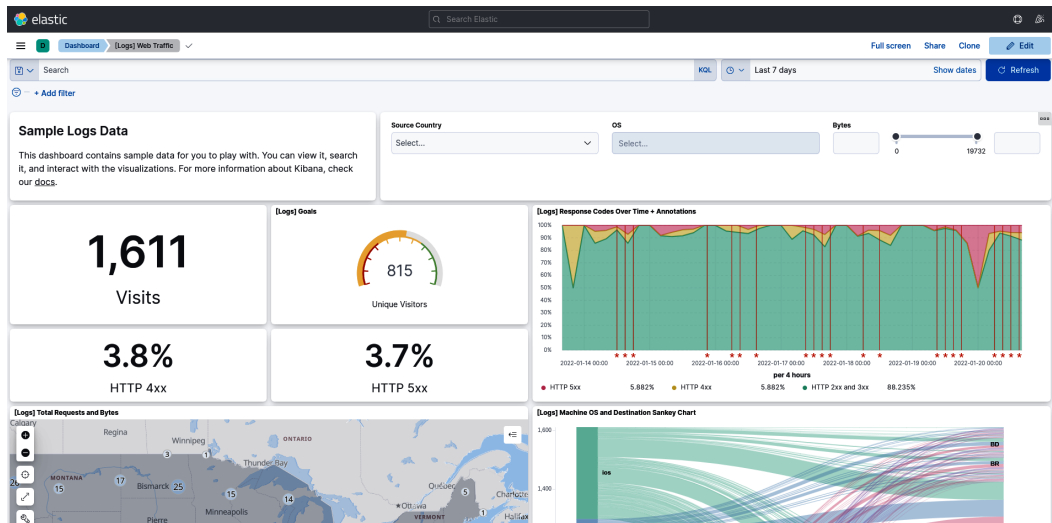 elastic
Search Elastic
D
Dashboard
[Logs] Web Traffic
Full screen
Share
Clone
Edit
Search
KQL
Last 7 days
Show dates
Refresh
+ Add filter
Sample Logs Data
This dashboard contains sample data for you to play with. You can view it, search
it, and interact with the visualizations. For more information about Kibana, check
our docs.
Source Country
Select...
OS
Select...
Bytes
0
19732
1,611
Visits
[Logs] Goals
815
Unique Visitors
3.8%
HTTP 4xx
3.7%
HTTP 5xx
[Logs] Response Codes Over Time + Annotations
100%
90%
80%
70%
60%
50%
40%
30%
20%
10%
0%
2022-01-14 00:00
2022-01-15 00:00
2022-01-16 00:00
2022-01-17 00:00
2022-01-18 00:00
2022-01-19 00:00
2022-01-20 00:00
per 4 hours
HTTP 5xx 5.882%
HTTP 4xx 5.882%
HTTP 2xx and 3xx 88.235%
[Logs] Total Requests and Bytes
Calgary
Regina
Winnipeg
ONTARIO
3
1
Thunder Bay
MONTANA
15
17
Bismarck
25
15
14
Québec
5
Charlotte
Ottawa
Minneapolis
Pierre
VERMONT
1
Halifax
[Logs] Machine OS and Destination Sankey Chart
1,600
1,400
ios
BD
BR